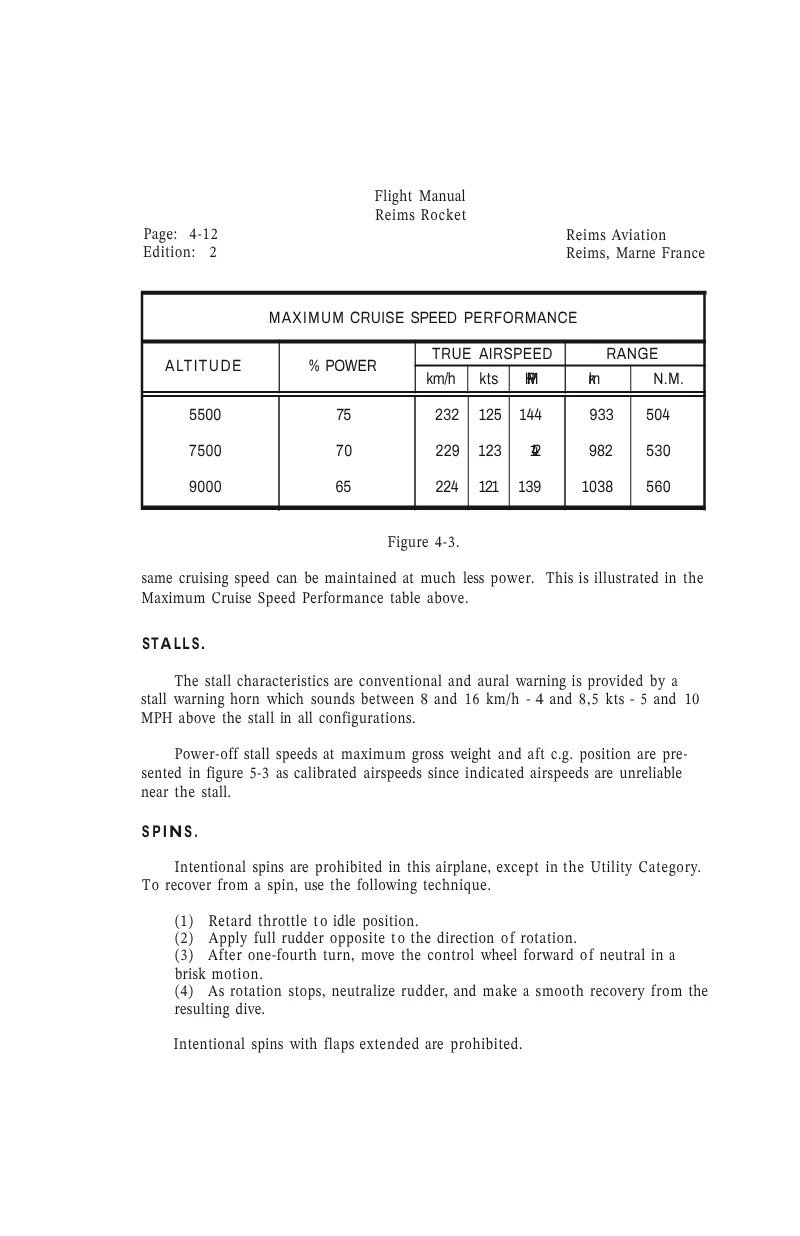 Flight Manual
Reims Rocket
Page: 4-12
Edition: 2
Reims Aviation
Reims, Marne France
MAXIMUM CRUISE SPEED PERFORMANCE
ALTITUDE % POWER TRUE AIRSPEED RANGE
km/h kts N.M.
5500 75 232 125 144 933 504
7500 70 229 123 982 530
9000 65 224 121 139 1038 560
Figure 4-3.
same cruising speed can be maintained at much less power. This is illustrated in the
Maximum Cruise Speed Performance table above.
STALLS.
The stall characteristics are conventional and aural warning is provided by a
stall warning horn which sounds between 8 and 16 km/h - 4 and 8,5 kts - 5 and 10
MPH above the stall in all configurations.
Power-off stall speeds at maximum gross weight and aft c.g. position are pre-
sented in figure 5-3 as calibrated airspeeds since indicated airspeeds are unreliable
near the stall.
SPINS.
Intentional spins are prohibited in this airplane, except in the Utility Category.
To recover from a spin, use the following technique.
(1) Retard throttle to idle position.
(2) Apply full rudder opposite to the direction of rotation.
(3) After one-fourth turn, move the control wheel forward of neutral in a
brisk motion.
(4) As rotation stops, neutralize rudder, and make a smooth recovery from the
resulting dive.
Intentional spins with flaps extended are prohibited.